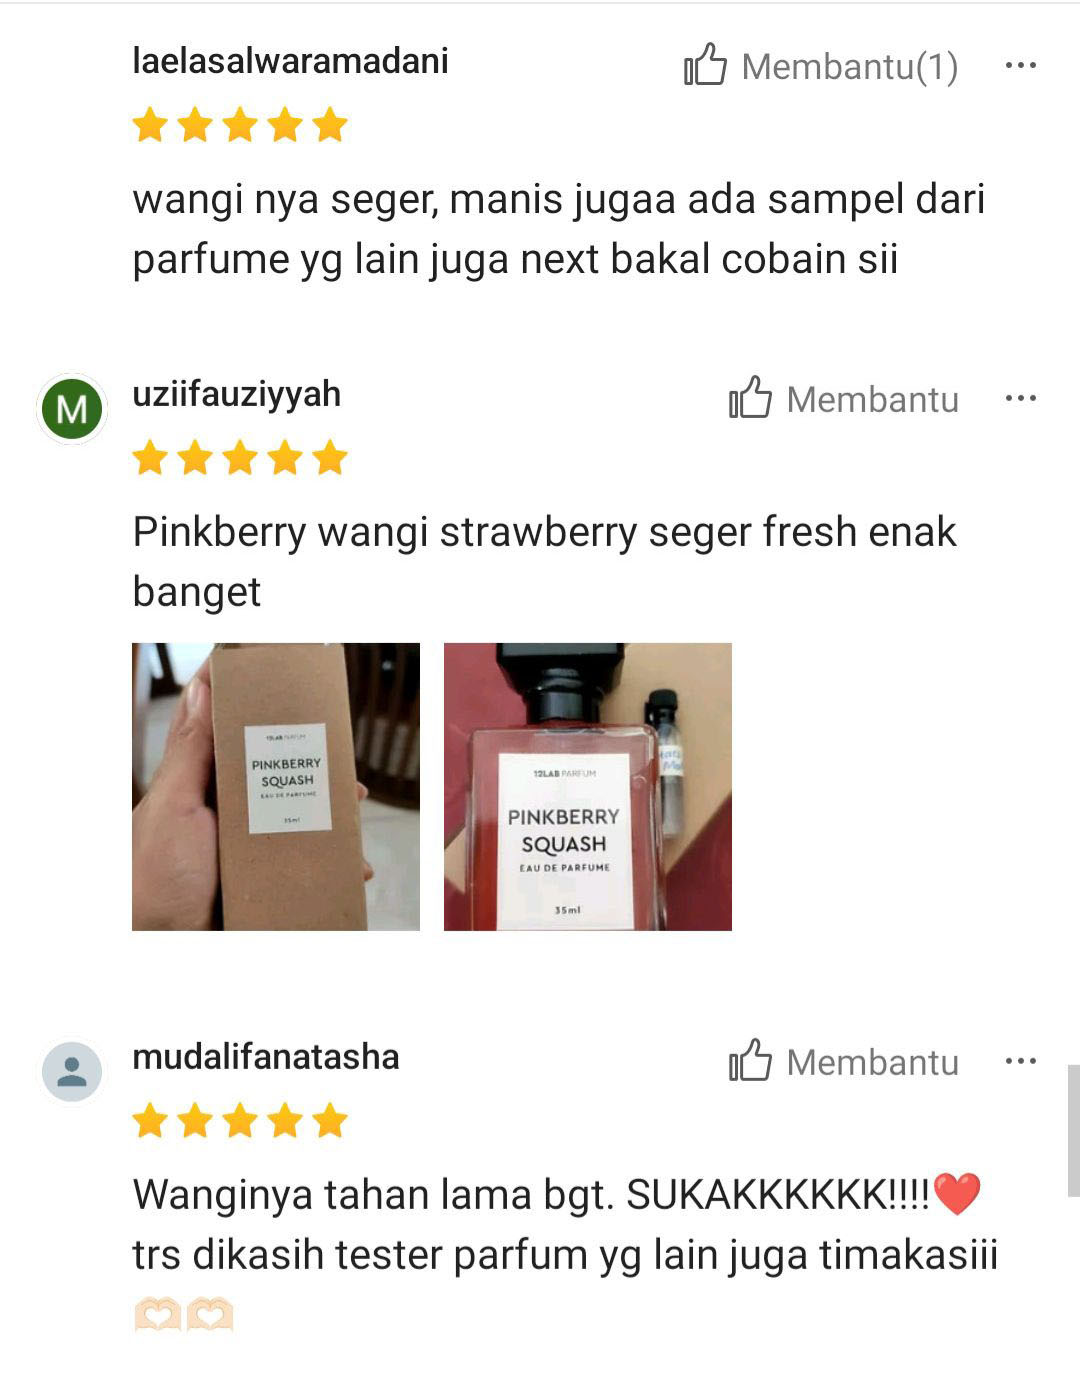 laelasalwaramadani
Membantu(1)
wangi nya seger, manis jugaa ada sampel dari
parfume yg lain juga next bakal cobain sii
M
uziifauziyyah
Membantu
Pinkberry wangi strawberry seger fresh enak
banget
12LAB PARFUM
PINKBERRY
SQUASH
EAU DE PARFUME
35ml
12LAB PARFUM
PINKBERRY
SQUASH
EAU DE PARFUME
35ml
mudalifanatasha
Membantu
Wanginya tahan lama bgt. SUKAKKKKKK!!!!❤️
trs dikasih tester parfum yg lain juga timakasiii
🫶🏻🫶🏻